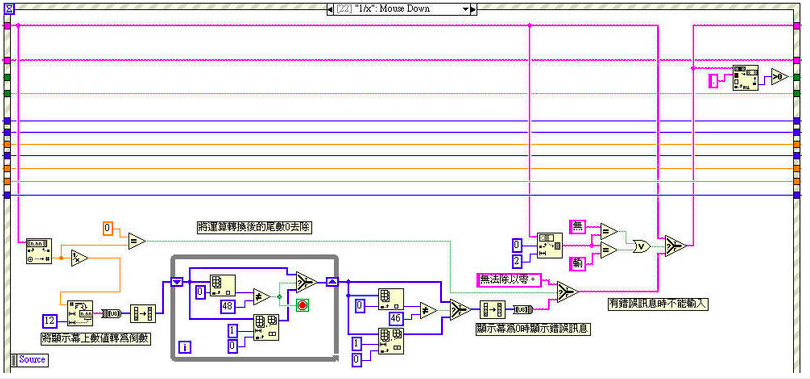 [22] "1/x": Mouse Down
0
將運算轉換後的尾數0去除
無
0
2
輸
無法除以零。
有錯誤訊息時不能輸入
12
將顯示幕上數值轉為倒數
0
48
1
0
i
0
46
1
0
顯示幕為0時顯示錯誤訊息
Source